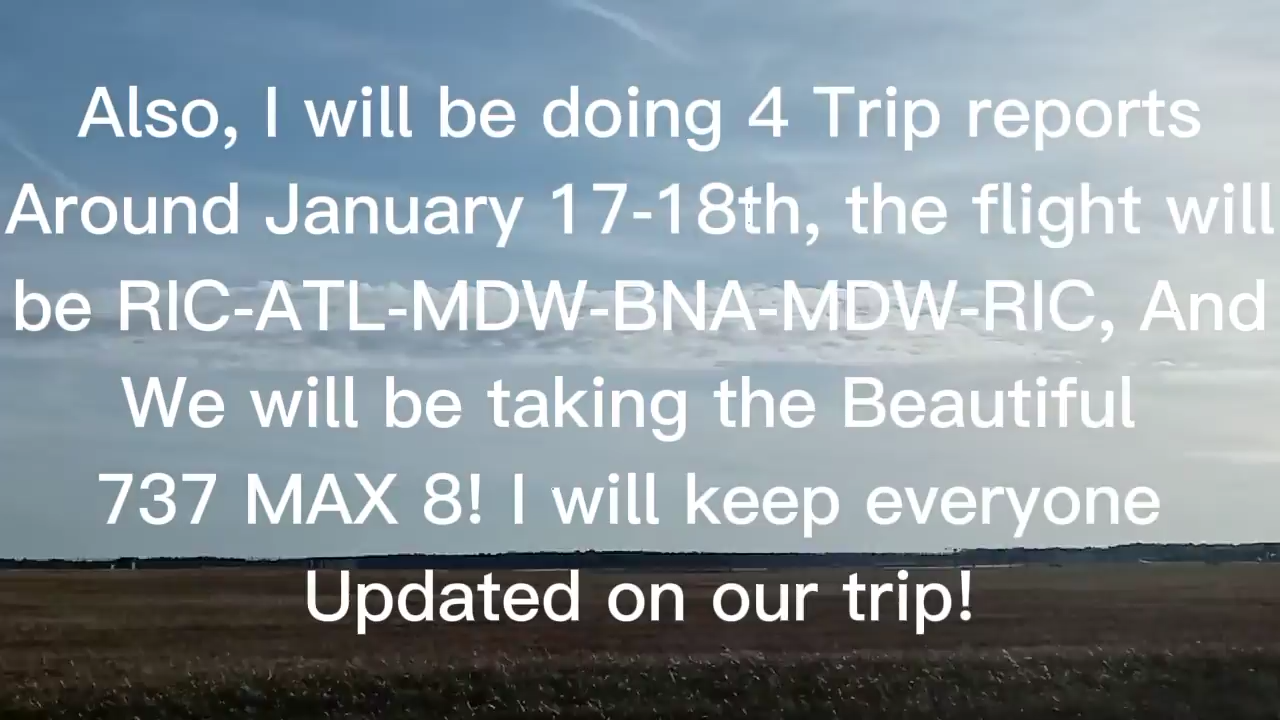 Also, I will be doing 4 Trip reports
Around January 17-18th, the flight will
be RIC-ATL-MDW-BNA-MDW-RIC, And
We will be taking the Beautiful
737 MAX 8! I will keep everyone
Updated on our trip!